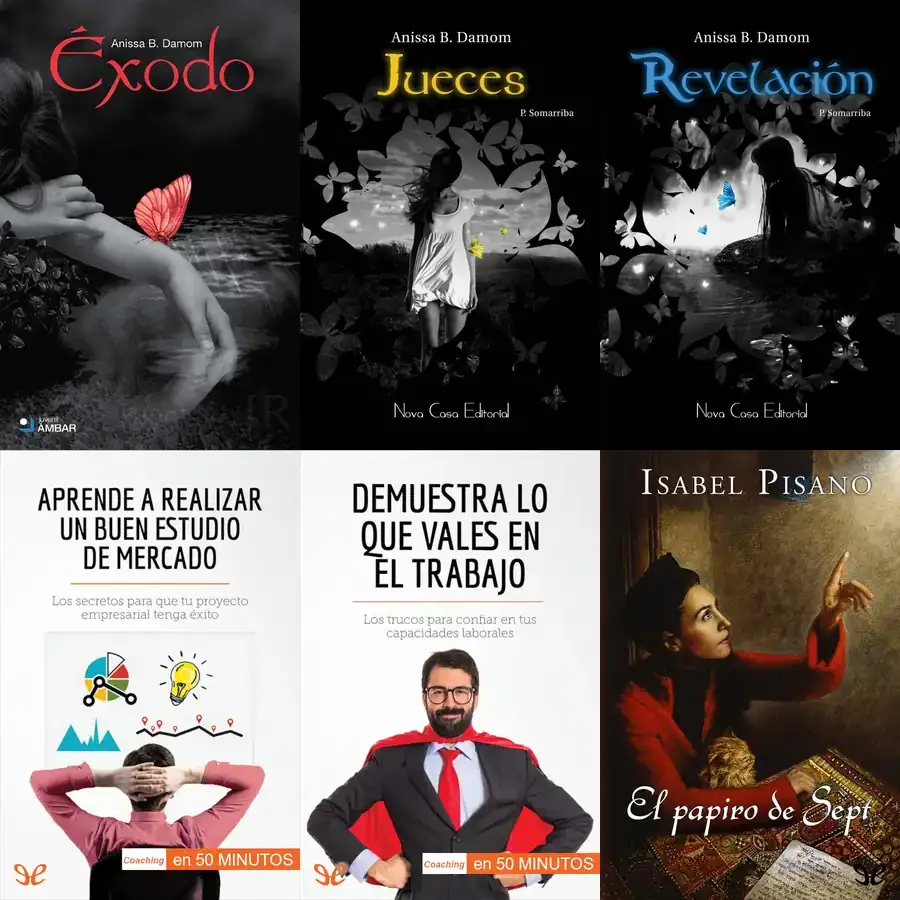 Anissa B. Damom
Éxodo
juvenil
ÁMBAR
Anissa B. Damom
Jueces
P. Somarriba
Nova Casa Editorial
Anissa B. Damom
Revelación
P. Somarriba
Nova Casa Editorial
APRENDE A REALIZAR
UN BUEN ESTUDIO
DE MERCADO
Los secretos para que tu proyecto
empresarial tenga éxito
Coaching en 50 MINUTOS
DEMUESTRA LO
QUE VALES EN
EL TRABAJO
Los trucos para confiar en tus
capacidades laborales
Coaching en 50 MINUTOS
ISABEL PISANO
El papiro de Sept